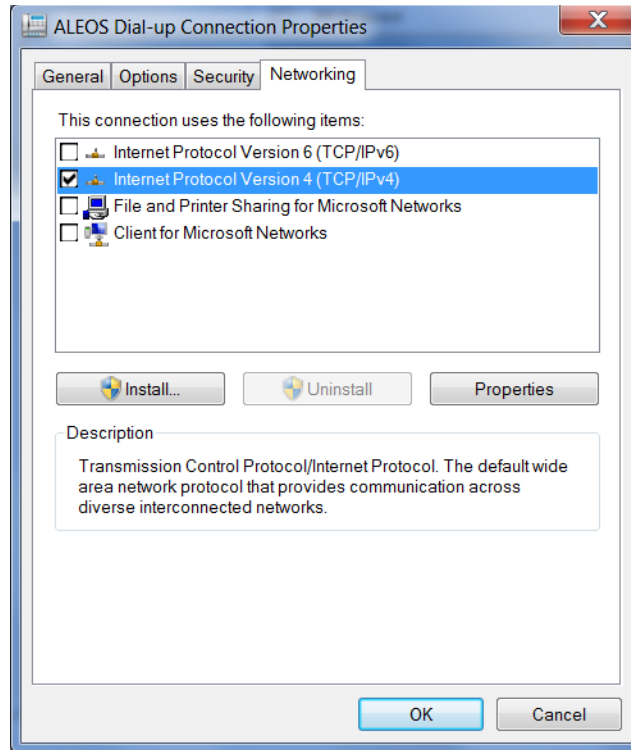 ALEOS Dial-up Connection Properties
General Options Security Networking
This connection uses the following items:
Internet Protocol Version 6 (TCP/IPv6)
Internet Protocol Version 4 (TCP/IPv4)
File and Printer Sharing for Microsoft Networks
Client for Microsoft Networks
Install... Uninstall Properties
Description
Transmission Control Protocol/Internet Protocol. The default wide
area network protocol that provides communication across
diverse interconnected networks.
OK Cancel